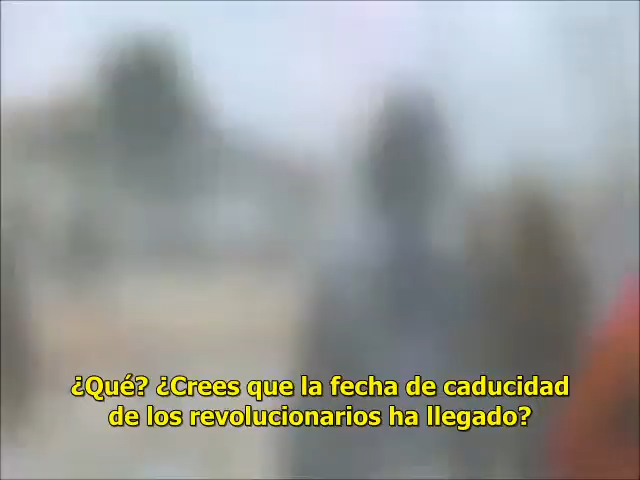 ¿Qué? ¿Crees que la fecha de caducidad
de los revolucionarios ha llegado?